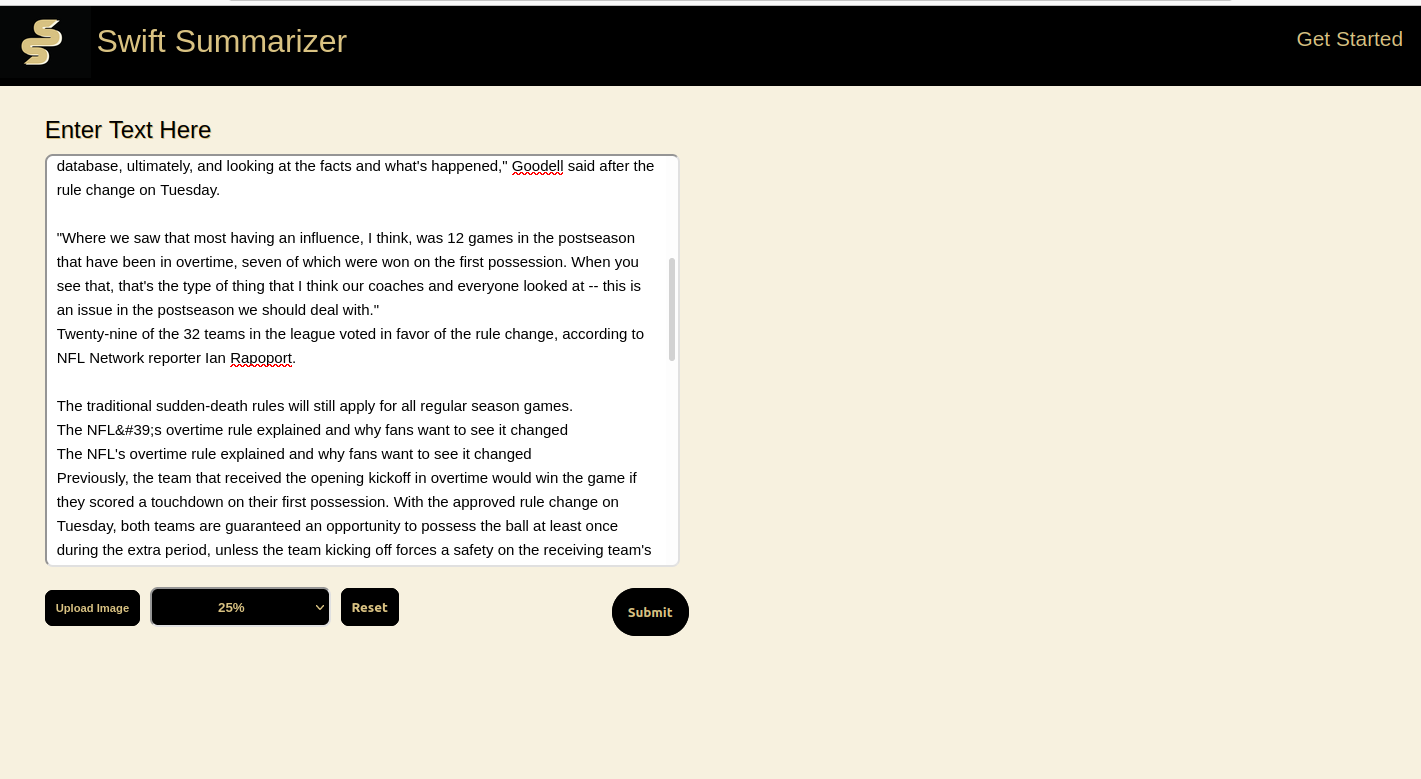 Swift Summarizer
Get Started
Enter Text Here
database, ultimately, and looking at the facts and what's happened," Goodell said after the
rule change on Tuesday.
"Where we saw that most having an influence, I think, was 12 games in the postseason
that have been in overtime, seven of which were won on the first possession. When you
see that, that's the type of thing that I think our coaches and everyone looked at -- this is
an issue in the postseason we should deal with."
Twenty-nine of the 32 teams in the league voted in favor of the rule change, according to
NFL Network reporter Ian Rapoport.
The traditional sudden-death rules will still apply for all regular season games.
The NFL&#39;s overtime rule explained and why fans want to see it changed
The NFL's overtime rule explained and why fans want to see it changed
Previously, the team that received the opening kickoff in overtime would win the game if
they scored a touchdown on their first possession. With the approved rule change on
Tuesday, both teams are guaranteed an opportunity to possess the ball at least once
during the extra period, unless the team kicking off forces a safety on the receiving team's
Upload Image
25%
Reset
Submit